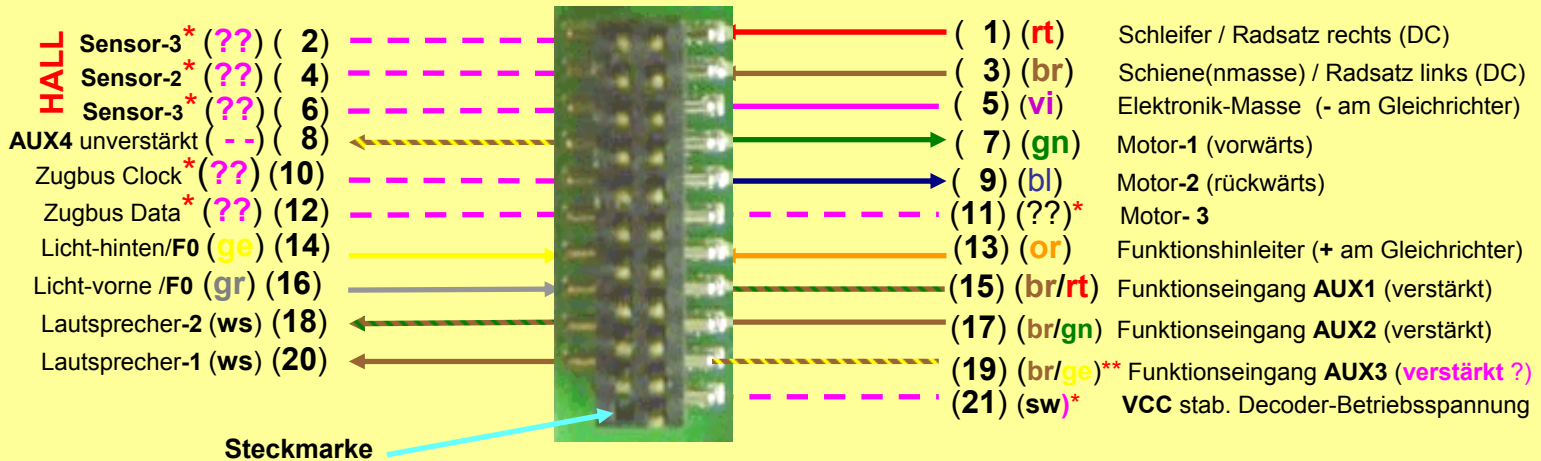 HALL
Sensor-3* (??) ( 2)
Sensor-2* (??) ( 4)
Sensor-3* (??) ( 6)
AUX4 unverstärkt ( - -) ( 8)
Zugbus Clock* (??) (10)
Zugbus Data* (??) (12)
Licht-hinten/F0 (ge) (14)
Licht-vorne /F0 (gr) (16)
Lautsprecher-2 (ws) (18)
Lautsprecher-1 (ws) (20)
Steckmarke
( 1) (rt) Schleifer / Radsatz rechts (DC)
( 3) (br) Schiene(nmasse) / Radsatz links (DC)
( 5) (vi) Elektronik-Masse (- am Gleichrichter)
( 7) (gn) Motor-1 (vorwärts)
( 9) (bl) Motor-2 (rückwärts)
(11) (??)* Motor- 3
(13) (or) Funktionshinleiter (+ am Gleichrichter)
(15) (br/rt) Funktionseingang AUX1 (verstärkt)
(17) (br/gn) Funktionseingang AUX2 (verstärkt)
(19) (br/ge)** Funktionseingang AUX3 (verstärkt ?)
(21) (sw)* VCC stab. Decoder-Betriebsspannung